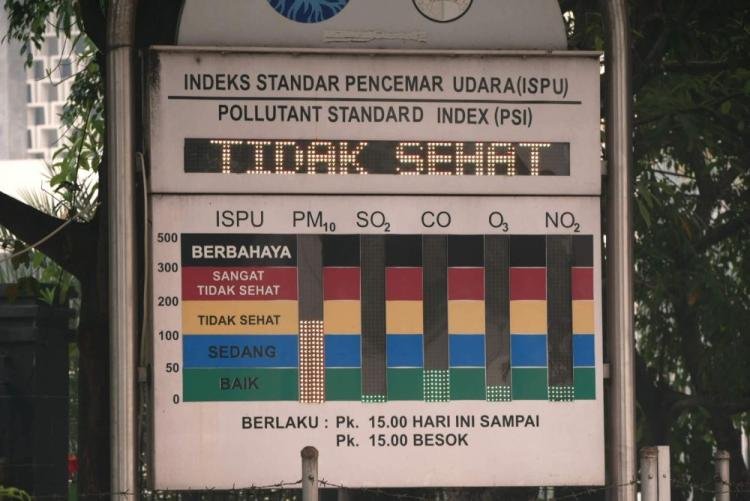 INDEKS STANDAR PENCEMAR UDARA(ISPU)
POLLUTANT STANDARD INDEX (PSI)
TIDAK SEHAT
ISPU PM10 SO2 CO O3 NO2
500
BERBAHAYA
300
SANGAT
TIDAK SEHAT
200
TIDAK SEHAT
100
SEDANG
50
BAIK
0
BERLAKU : Pk. 15.00 HARI INI SAMPAI
Pk. 15.00 BESOK